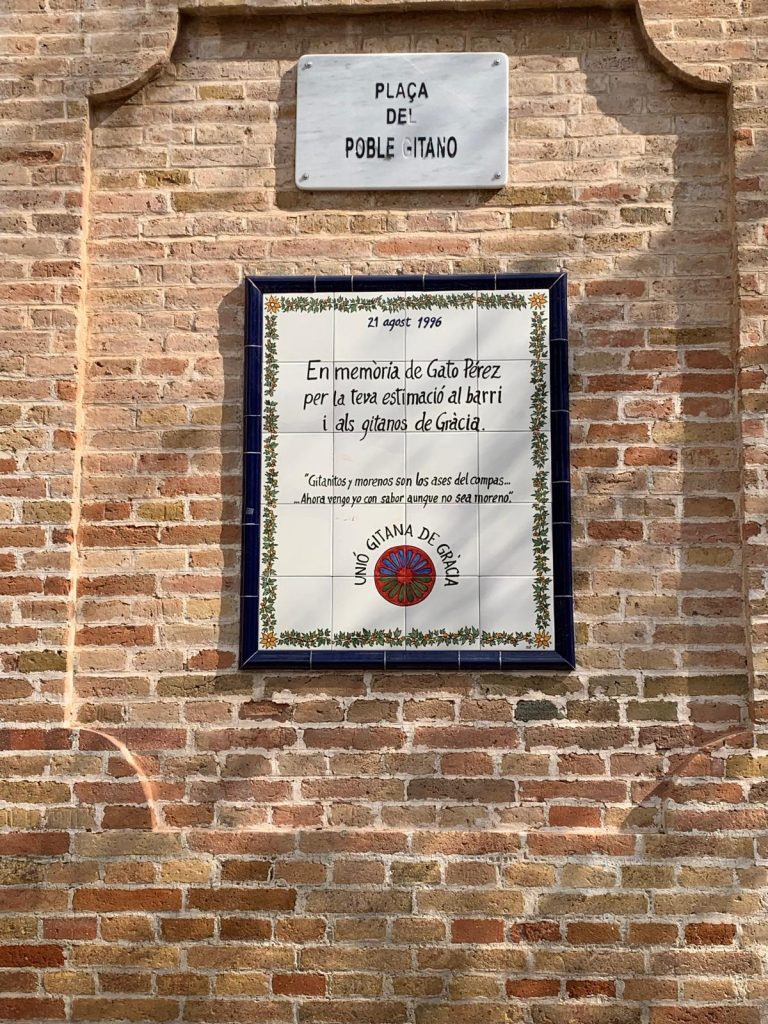 PLAÇA
DEL
POBLE GITANO
21 agost 1996
En memòria de Gato Pérez
per la teva estimació al barri
i als gitanos de Gràcia.
"Gitanitos y morenos son los ases del compas...
...Ahora vengo yo con sabor aunque no sea moreno".
UNIÓ GITANA DE GRÀCIA